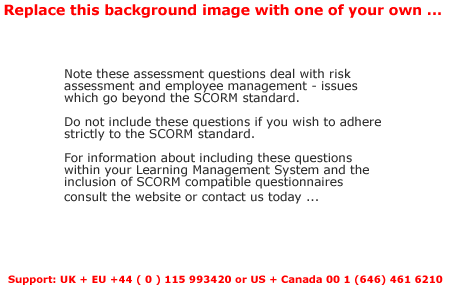 Replace this background image with one of your own ...
Note these assessment questions deal with risk
assessment and employee management - issues
which go beyond the SCORM standard.
Do not include these questions if you wish to adhere
strictly to the SCORM standard.
For information about including these questions
within your Learning Management System and the
inclusion of SCORM compatible questionnaires
consult the website or contact us today ...
Support: UK + EU +44 ( 0 ) 115 993420 or US + Canada 00 1 (646) 461 6210